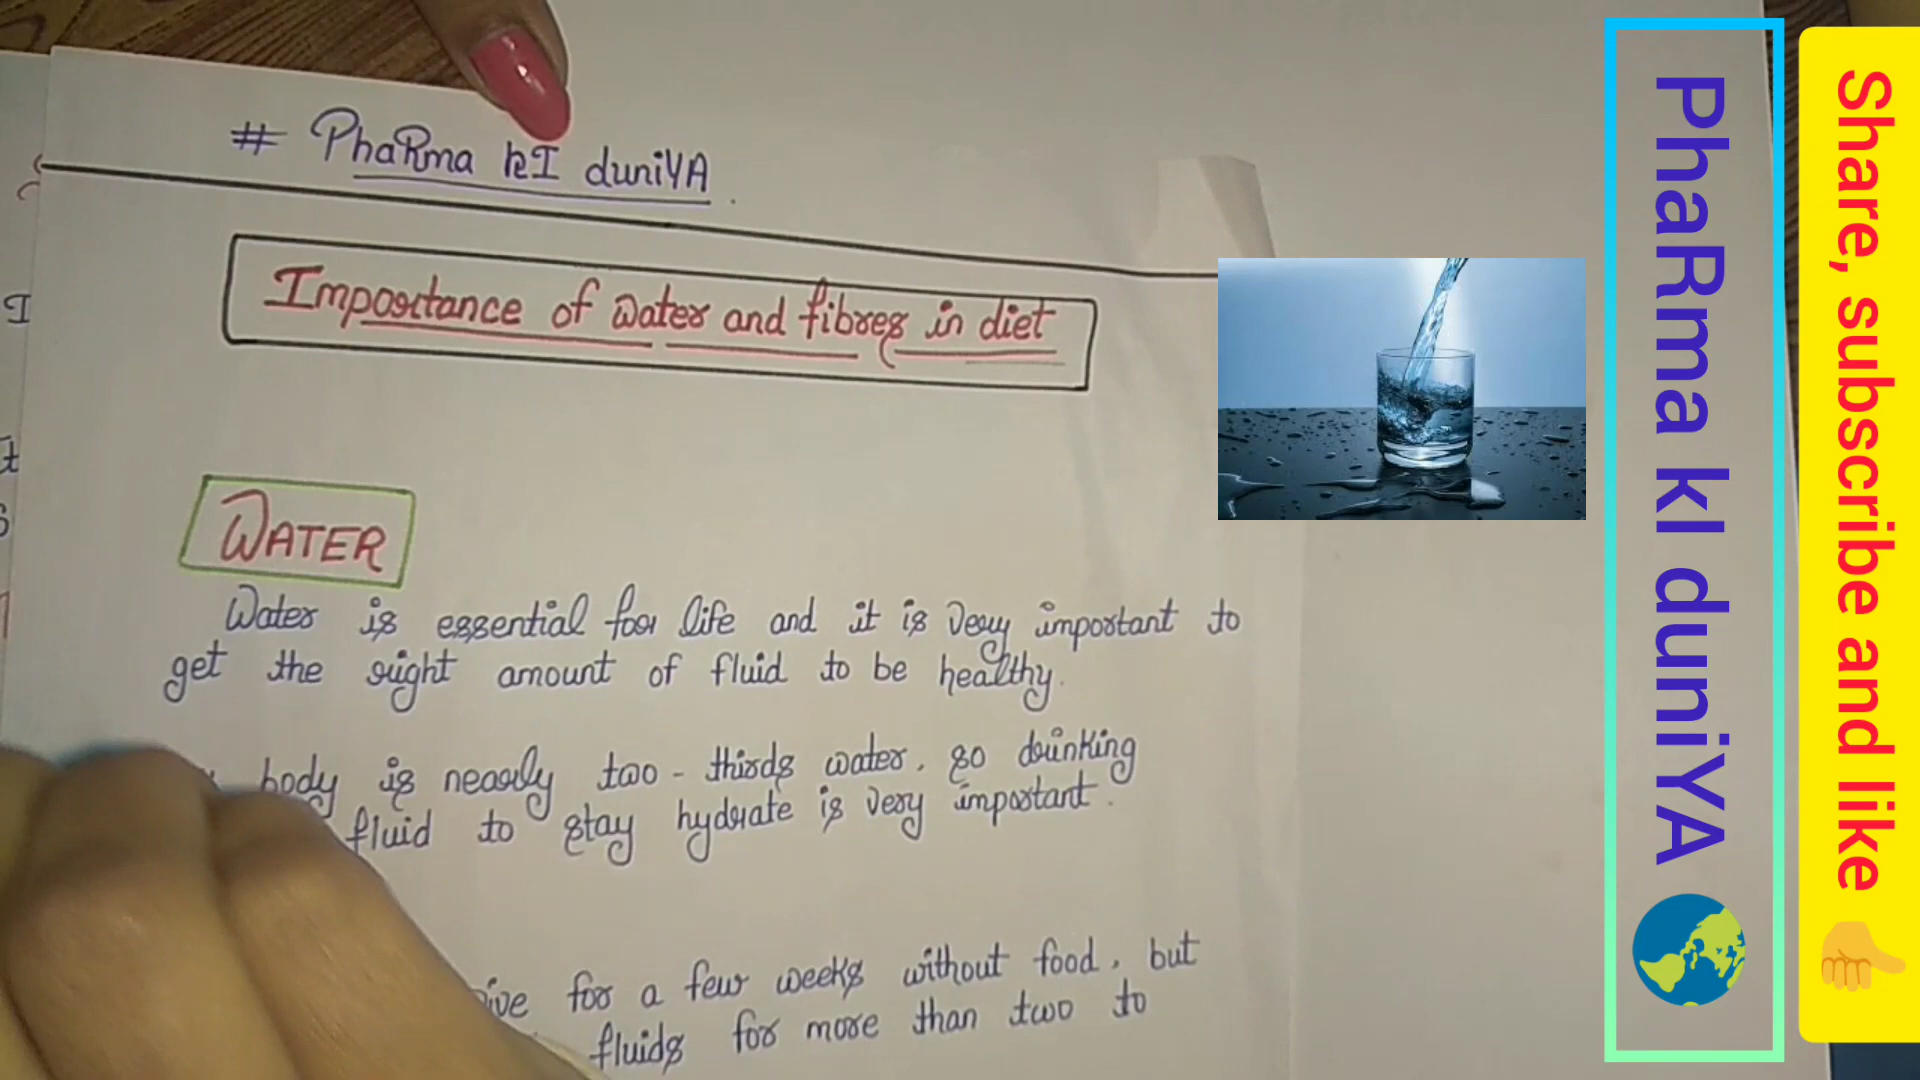 # PhaRma kI duniYA
Importance of water and fibres in diet
WATER
Water is essential for life and it is very important to
get the right amount of fluid to be healthy.
body is nearly two-thirds water, so drinking
fluid to stay hydrate is very important.
for a few weeks without food, but
fluids for more than two to
PhaRma kI duniYA
Share, subscribe and like